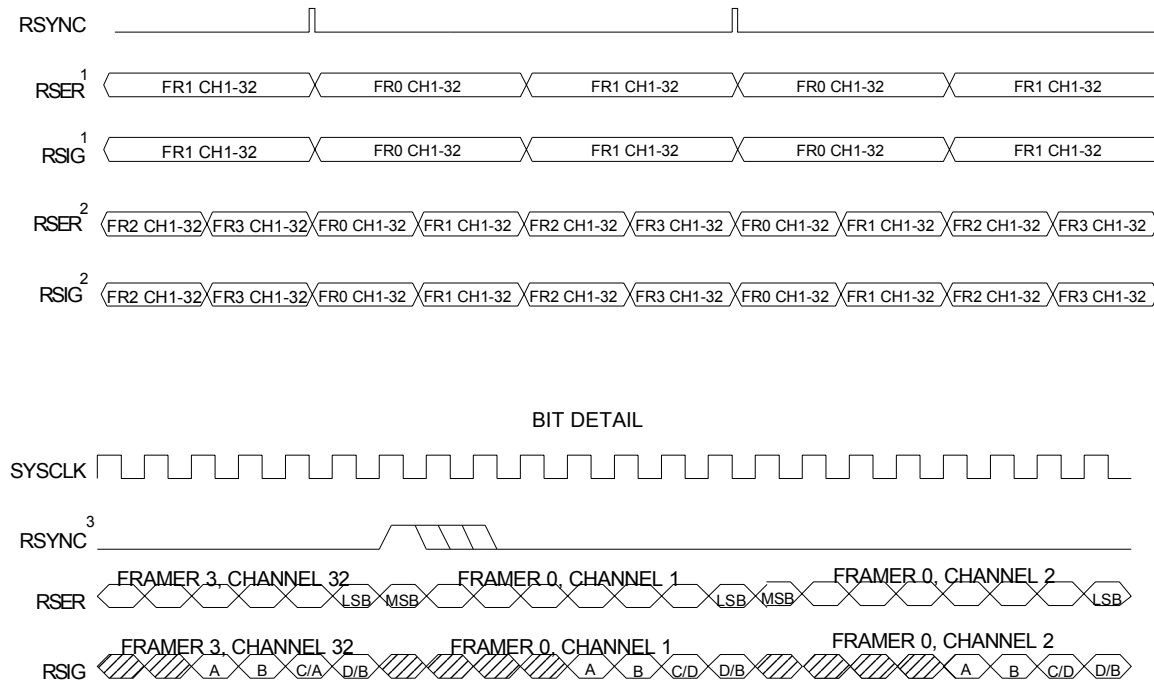 RSYNC
RSER1 FR1 CH1-32 FR0 CH1-32 FR1 CH1-32 FR0 CH1-32 FR1 CH1-32
RSIG1 FR1 CH1-32 FR0 CH1-32 FR1 CH1-32 FR0 CH1-32 FR1 CH1-32
RSER2 FR2 CH1-32 FR3 CH1-32 FR0 CH1-32 FR1 CH1-32 FR2 CH1-32 FR3 CH1-32 FR0 CH1-32 FR1 CH1-32 FR2 CH1-32 FR3 CH1-32
RSIG2 FR2 CH1-32 FR3 CH1-32 FR0 CH1-32 FR1 CH1-32 FR2 CH1-32 FR3 CH1-32 FR0 CH1-32 FR1 CH1-32 FR2 CH1-32 FR3 CH1-32
BIT DETAIL
SYSCLK
RSYNC3
FRAMER 3, CHANNEL 32 FRAMER 0, CHANNEL 1 FRAMER 0, CHANNEL 2
RSER LSB MSB LSB MSB LSB
FRAMER 3, CHANNEL 32 FRAMER 0, CHANNEL 1 FRAMER 0, CHANNEL 2
RSIG A B C/A D/B A B C/D D/B A B C/D D/B